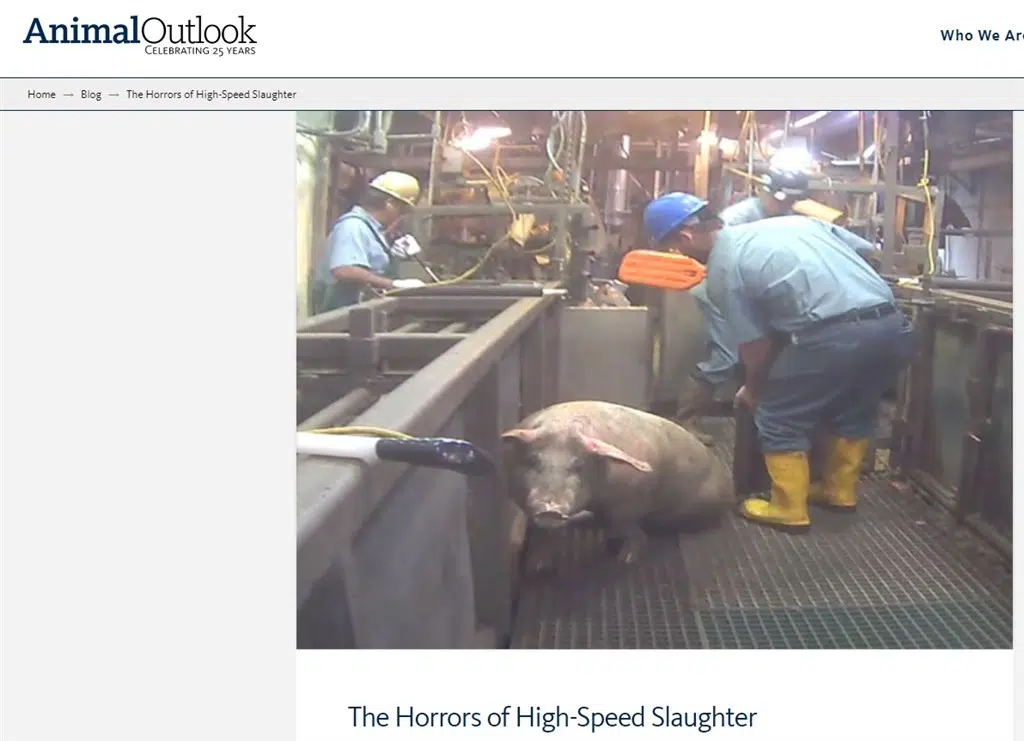 AnimalOutlook
CELEBRATING 25 YEARS
Who We
Home → Blog → The Horrors of High-Speed Slaughter
The Horrors of High-Speed Slaughter